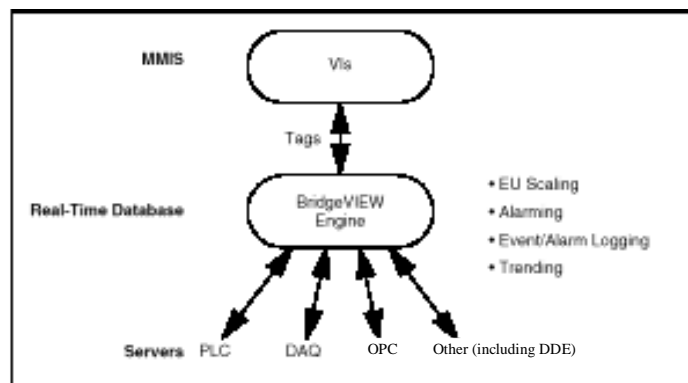 MMIS
VIs
Tags
Real-Time Database
BridgeVIEW
Engine
• EU Scaling
• Alarming
• Event/Alarm Logging
• Trending
Servers PLC DAQ OPC Other (including DDE)